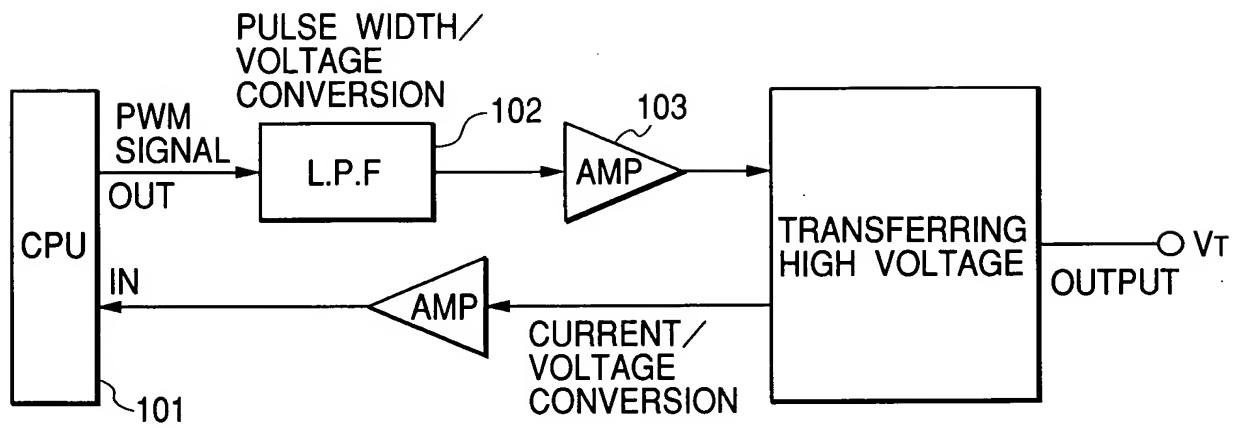 PULSE WIDTH/
VOLTAGE
CONVERSION
102
103
PWM
SIGNAL
OUT
L.P.F
AMP
CPU
TRANSFERRING
HIGH VOLTAGE
VT
OUTPUT
IN
AMP
CURRENT/
VOLTAGE
CONVERSION
101